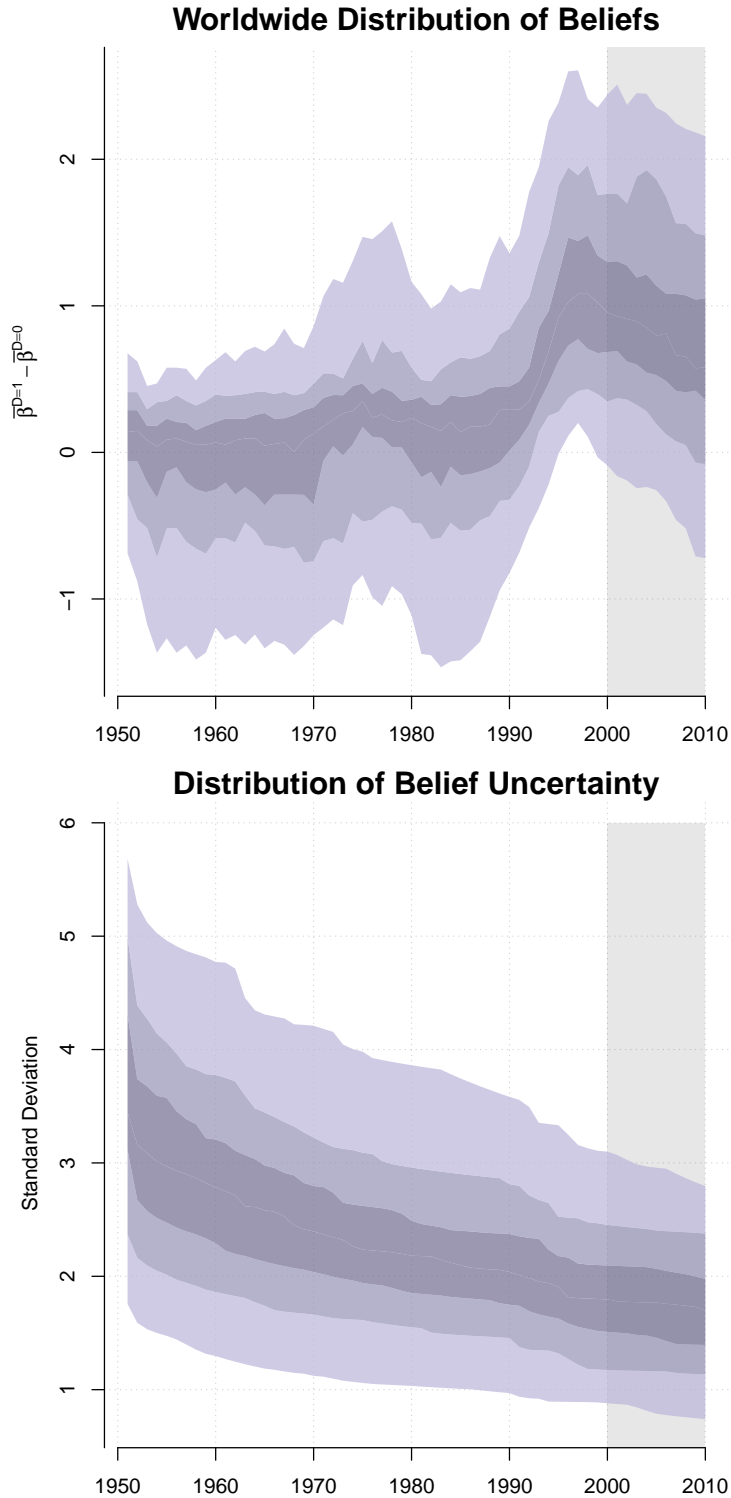 Worldwide Distribution of Beliefs
β̅ᴰ⁼¹ − β̅ᴰ⁼⁰
2
1
0
−1
1950 1960 1970 1980 1990 2000 2010
Distribution of Belief Uncertainty
Standard Deviation
6
5
4
3
2
1
1950 1960 1970 1980 1990 2000 2010